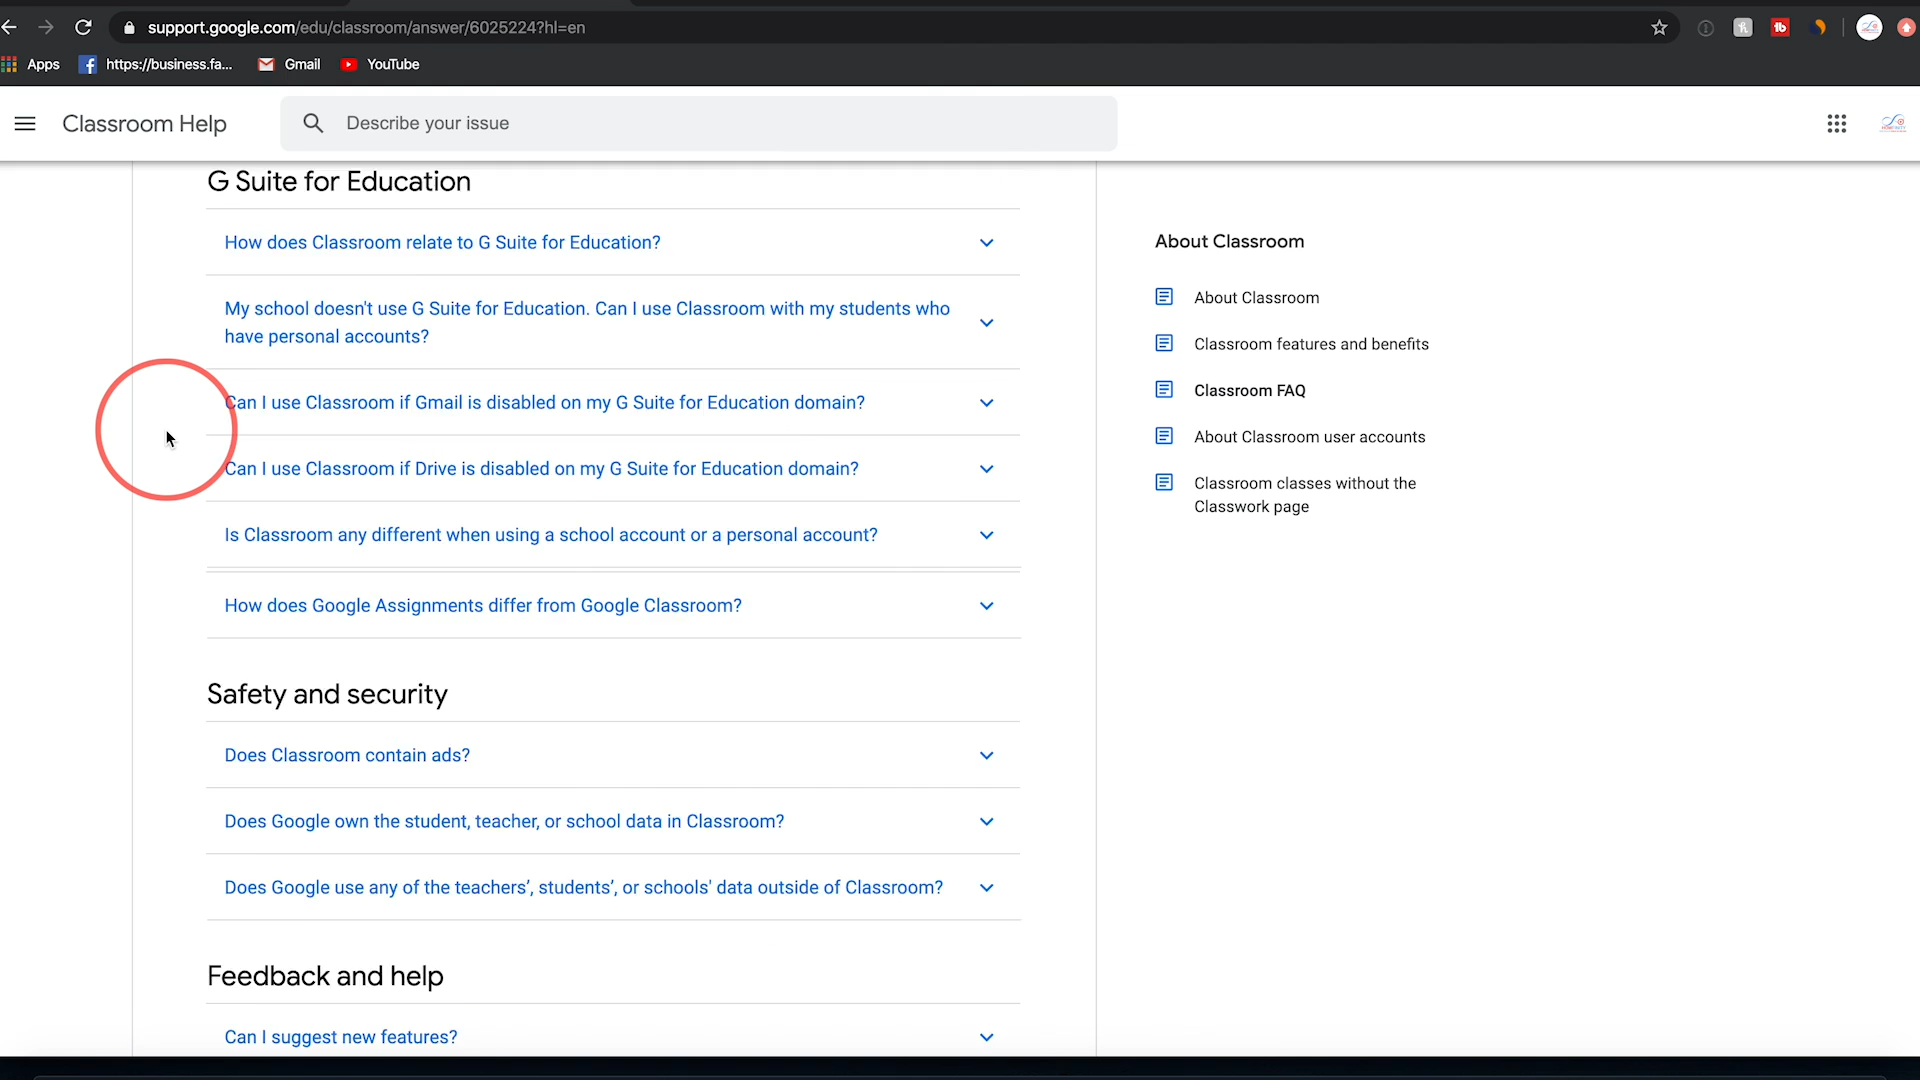 support.google.com/edu/classroom/answer/6025224?hl=en
Apps
https://business.fa...
Gmail
YouTube
Classroom Help
Describe your issue
G Suite for Education
How does Classroom relate to G Suite for Education?
My school doesn't use G Suite for Education. Can I use Classroom with my students who
have personal accounts?
Can I use Classroom if Gmail is disabled on my G Suite for Education domain?
Can I use Classroom if Drive is disabled on my G Suite for Education domain?
Is Classroom any different when using a school account or a personal account?
How does Google Assignments differ from Google Classroom?
Safety and security
Does Classroom contain ads?
Does Google own the student, teacher, or school data in Classroom?
Does Google use any of the teachers’, students’, or schools' data outside of Classroom?
Feedback and help
Can I suggest new features?
About Classroom
About Classroom
Classroom features and benefits
Classroom FAQ
About Classroom user accounts
Classroom classes without the
Classwork page